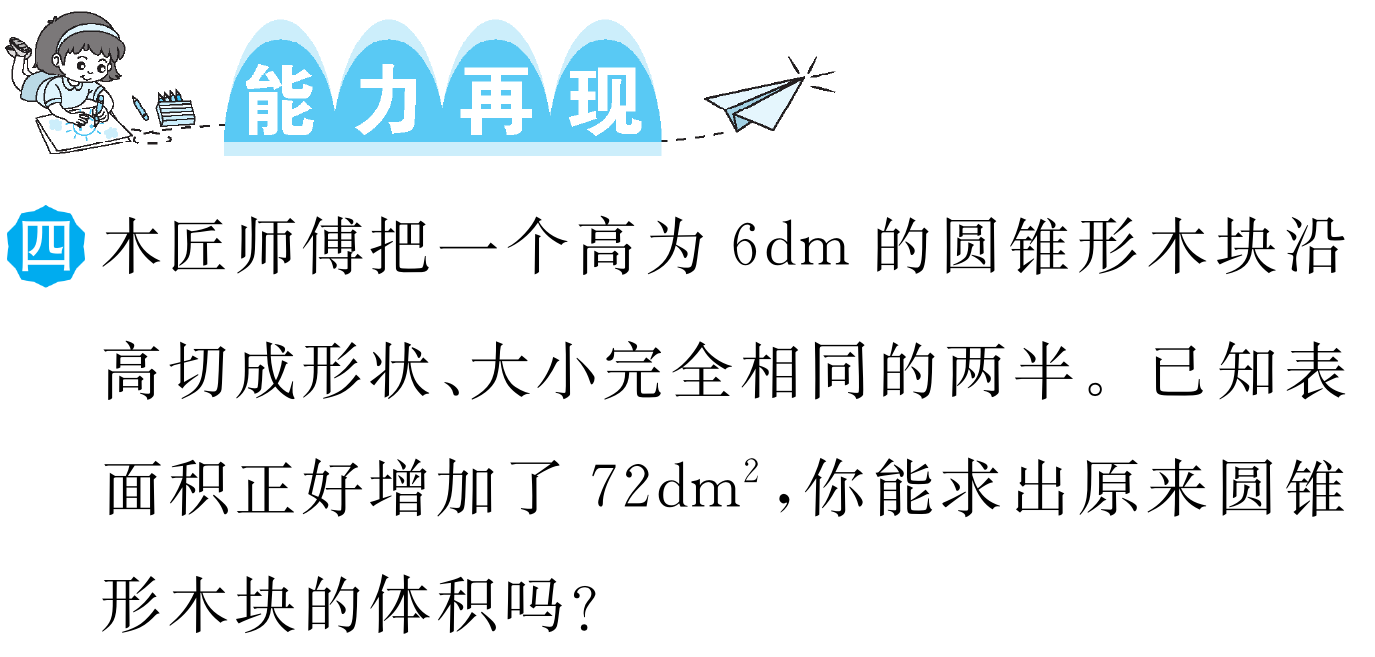 能力再现
四 木匠师傅把一个高为 6dm 的圆锥形木块沿
高切成形状、大小完全相同的两半。已知表
面积正好增加了 72dm²,你能求出原来圆锥
形木块的体积吗?